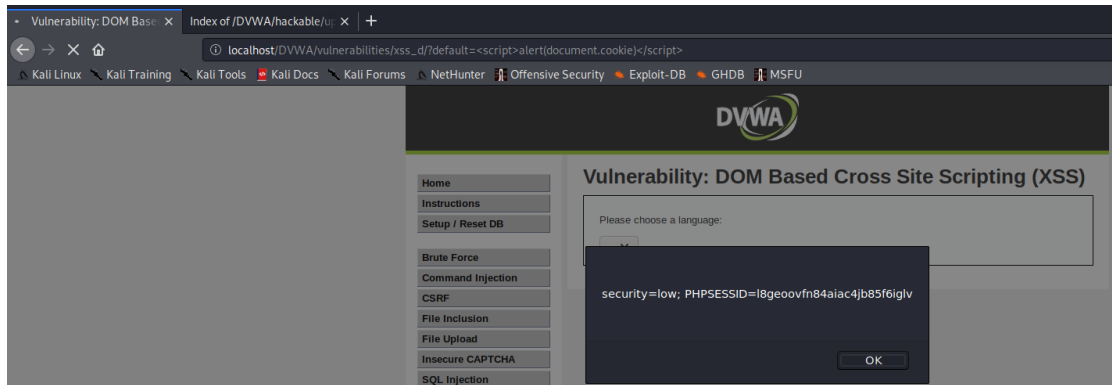 Vulnerability: DOM Base
Index of /DVWA/hackable/up
localhost/DVWA/vulnerabilities/xss_d/?default=<script>alert(document.cookie)</script>
Kali Linux Kali Training Kali Tools Kali Docs Kali Forums NetHunter Offensive Security Exploit-DB GHDB MSFU
DVWA
Vulnerability: DOM Based Cross Site Scripting (XSS)
Home
Instructions
Setup / Reset DB
Please choose a language:
Brute Force
Command Injection
CSRF
File Inclusion
File Upload
Insecure CAPTCHA
SQL Injection
security=low; PHPSESSID=l8geoovfn84aiac4jb85f6iglv
OK